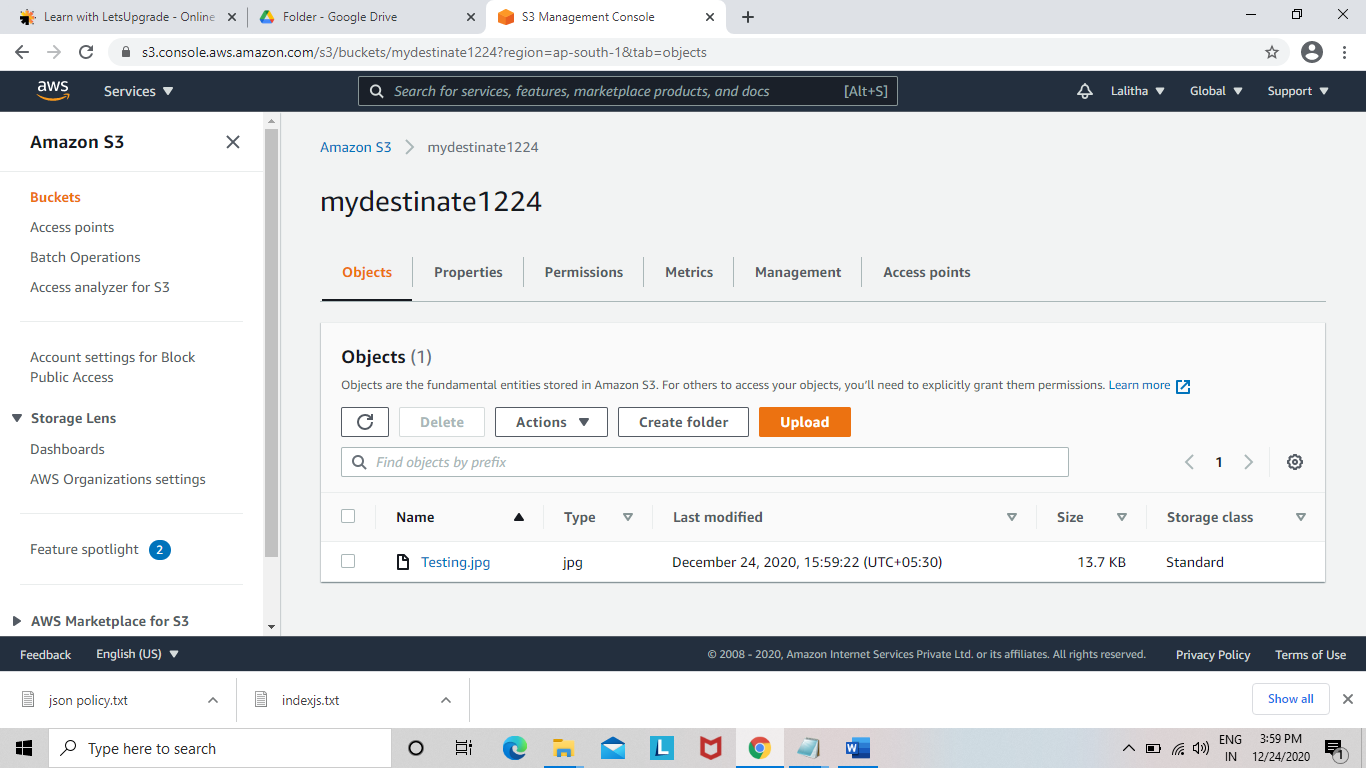 Learn with LetsUpgrade - Online
Folder - Google Drive
S3 Management Console
s3.console.aws.amazon.com/s3/buckets/mydestinate1224?region=ap-south-1&tab=objects
aws
Services
Search for services, features, marketplace products, and docs
[Alt+S]
Lalitha
Global
Support
Amazon S3
Buckets
Access points
Batch Operations
Access analyzer for S3
Account settings for Block
Public Access
Storage Lens
Dashboards
AWS Organizations settings
Feature spotlight 2
AWS Marketplace for S3
Amazon S3 > mydestinate1224
mydestinate1224
Objects Properties Permissions Metrics Management Access points
Objects (1)
Objects are the fundamental entities stored in Amazon S3. For others to access your objects, you'll need to explicitly grant them permissions. Learn more
Delete Actions Create folder Upload
Find objects by prefix
1
Name Type Last modified Size Storage class
Testing.jpg jpg December 24, 2020, 15:59:22 (UTC+05:30) 13.7 KB Standard
Feedback English (US) © 2008 - 2020, Amazon Internet Services Private Ltd. or its affiliates. All rights reserved. Privacy Policy Terms of Use
json policy.txt
indexjs.txt
Show all
Type here to search
L
W
ENG
IN
3:59 PM
12/24/2020
1